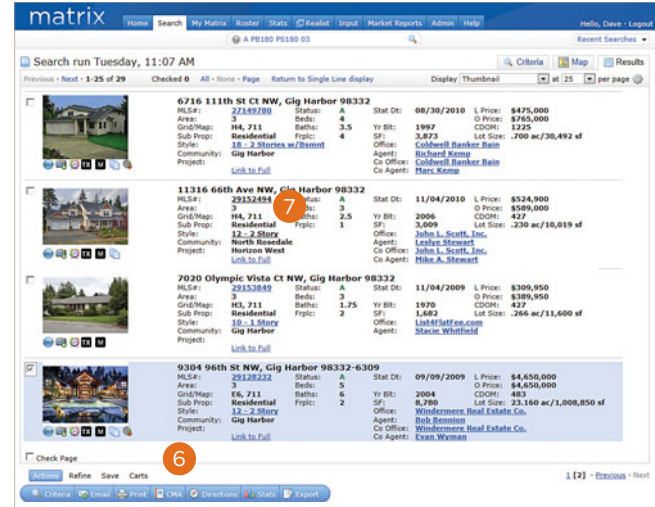 matrix Home Search My Matrix Roster Stats Realist Input Market Reports Admin Help Hello, Dave - Logout
A PB180 PS180 03 Recent Searches
Search run Tuesday, 11:07 AM Criteria Map Results
Previous - Next - 1-25 of 29 Checked 0 All - None - Page Return to Single Line display Display Thumbnail at 25 per page
6716 111th St Ct NW, Gig Harbor 98332
MLS#: 27149780 Status: A Stat Dt: 08/30/2010 L Price: $475,000
Area: 3 Beds: 4 O Price: $765,000
Grid/Map: H4, 711 Baths: 3.5 Yr Blt: 1997 CDOM: 1225
Sub Prop: Residential Frplc: 4 SF: 3,873 Lot Size: .700 ac/30,492 sf
Style: 18 - 2 Stories w/Bsmnt Office: Coldwell Banker Bain
Community: Gig Harbor Agent: Richard Kemp
Project: Co Office: Coldwell Banker Bain
Link to Full Co Agent: Marc Kemp
TX M
11316 66th Ave NW, Gig Harbor 98332
MLS#: 29152494 Status: A Stat Dt: 11/04/2010 L Price: $524,900
7
Area: 3 Beds: 3 O Price: $589,000
Grid/Map: H4, 711 Baths: 2.5 Yr Blt: 2006 CDOM: 427
Sub Prop: Residential Frplc: 1 SF: 3,009 Lot Size: .230 ac/10,019 sf
Style: 12 - 2 Story Office: John L. Scott, Inc.
Community: North Rosedale Agent: Leslye Stewart
Project: Horizon West Co Office: John L. Scott, Inc.
Link to Full Co Agent: Mike A. Stewart
TX M
7020 Olympic Vista Ct NW, Gig Harbor 98332
MLS#: 29153849 Status: A Stat Dt: 11/04/2009 L Price: $309,950
Area: 3 Beds: 3 O Price: $389,950
Grid/Map: H3, 711 Baths: 1.75 Yr Blt: 1970 CDOM: 427
Sub Prop: Residential Frplc: 2 SF: 1,682 Lot Size: .266 ac/11,600 sf
Style: 10 - 1 Story Office: List4FlatFee.com
Community: Gig Harbor Agent: Stacie Whitfield
Project:
Link to Full
TX M
9304 96th St NW, Gig Harbor 98332-6309
MLS#: 29128232 Status: A Stat Dt: 09/09/2009 L Price: $4,650,000
Area: 3 Beds: 5 O Price: $4,650,000
Grid/Map: E6, 711 Baths: 6 Yr Blt: 2004 CDOM: 483
Sub Prop: Residential Frplc: 2 SF: 8,780 Lot Size: 23.160 ac/1,008,850 sf
Style: 12 - 2 Story Office: Windermere Real Estate Co.
Community: Gig Harbor Agent: Bob Bennion
Project: Co Office: Windermere Real Estate Co.
Link to Full Co Agent: Evan Wyman
TX M
Check Page
6
Actions Refine Save Carts 1 [2] - Previous - Next
Criteria Email Print CMA Directions Stats Export